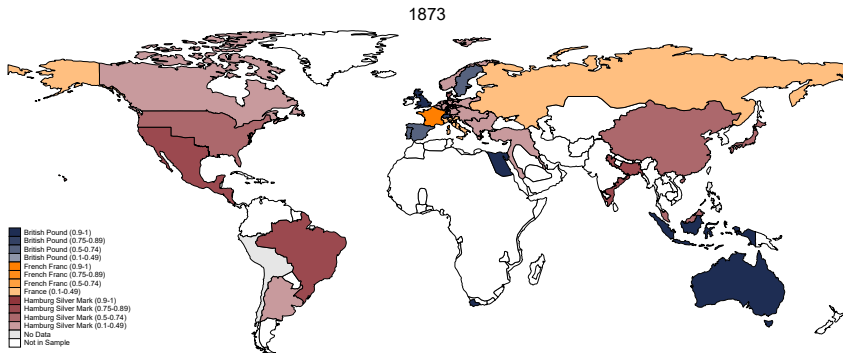 1873
British Pound (0.9-1)
British Pound (0.75-0.89)
British Pound (0.5-0.74)
British Pound (0.1-0.49)
French Franc (0.9-1)
French Franc (0.75-0.89)
French Franc (0.5-0.74)
France (0.1-0.49)
Hamburg Silver Mark (0.9-1)
Hamburg Silver Mark (0.75-0.89)
Hamburg Silver Mark (0.5-0.74)
Hamburg Silver Mark (0.1-0.49)
No Data
Not in Sample